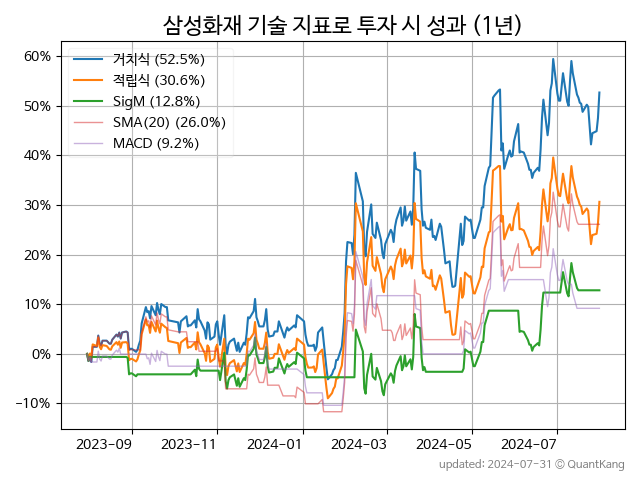 삼성화재 기술 지표로 투자 시 성과 (1년)
거치식 (52.5%)
적립식 (30.6%)
SigM (12.8%)
SMA(20) (26.0%)
MACD (9.2%)
60%
50%
40%
30%
20%
10%
0%
−10%
2023-09
2023-11
2024-01
2024-03
2024-05
2024-07
updated: 2024-07-31 © QuantKang